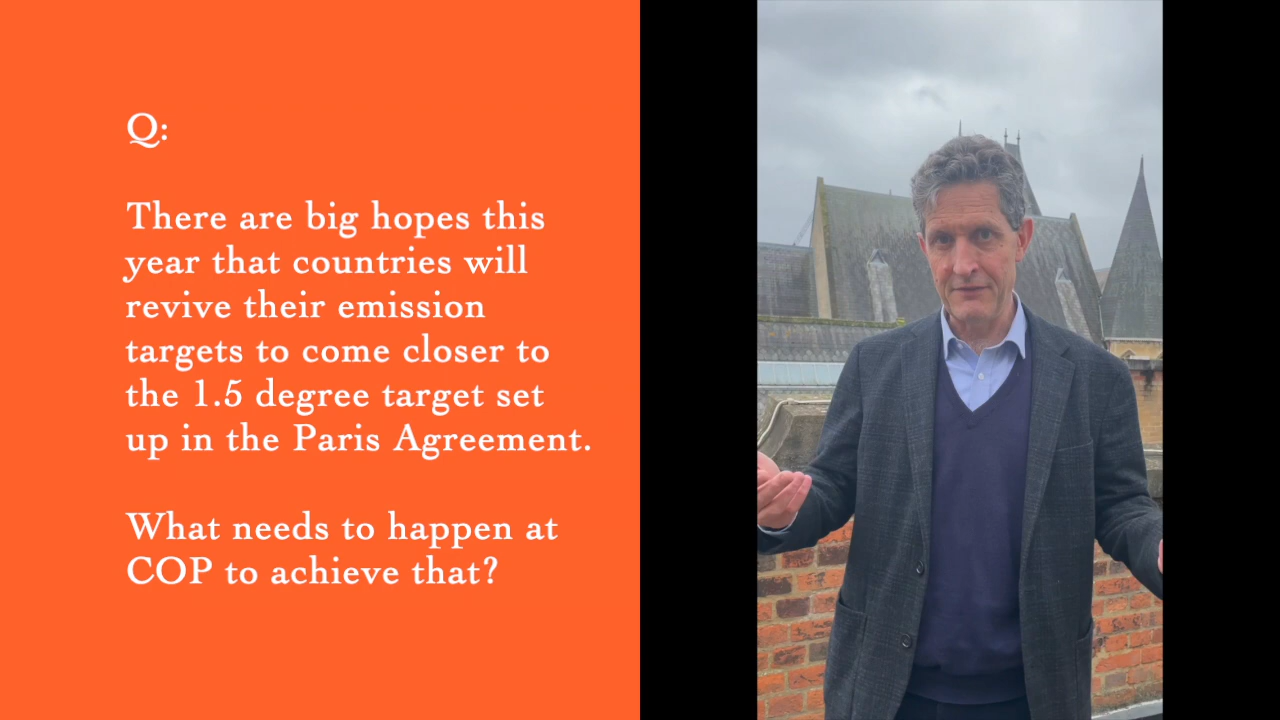 Q:
There are big hopes this
year that countries will
revive their emission
targets to come closer to
the 1.5 degree target set
up in the Paris Agreement.
What needs to happen at
COP to achieve that?